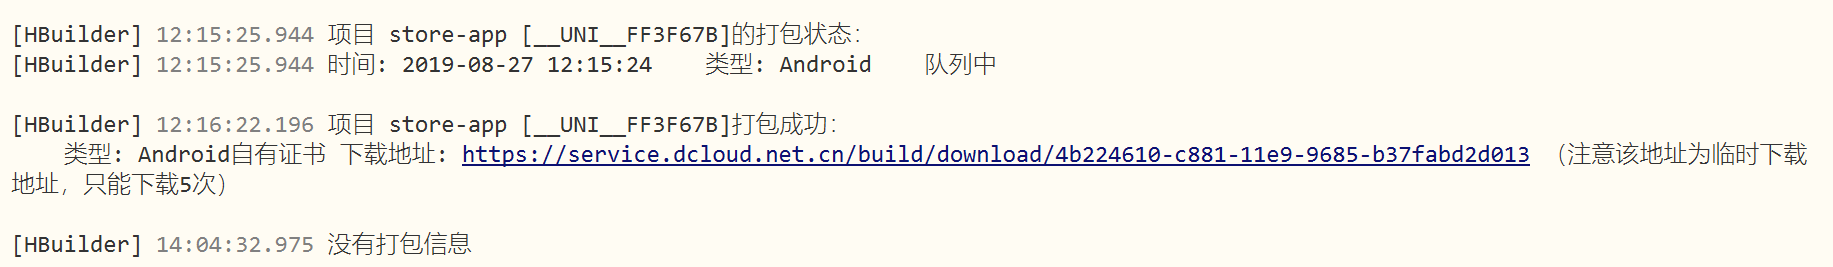 [HBuilder] 12:15:25.944 项目 store-app [__UNI__FF3F67B]的打包状态:
[HBuilder] 12:15:25.944 时间: 2019-08-27 12:15:24    类型: Android    队列中
[HBuilder] 12:16:22.196 项目 store-app [__UNI__FF3F67B]打包成功:
类型: Android自有证书 下载地址: https://service.dcloud.net.cn/build/download/4b224610-c881-11e9-9685-b37fabd2d013 （注意该地址为临时下载
地址，只能下载5次）
[HBuilder] 14:04:32.975 没有打包信息